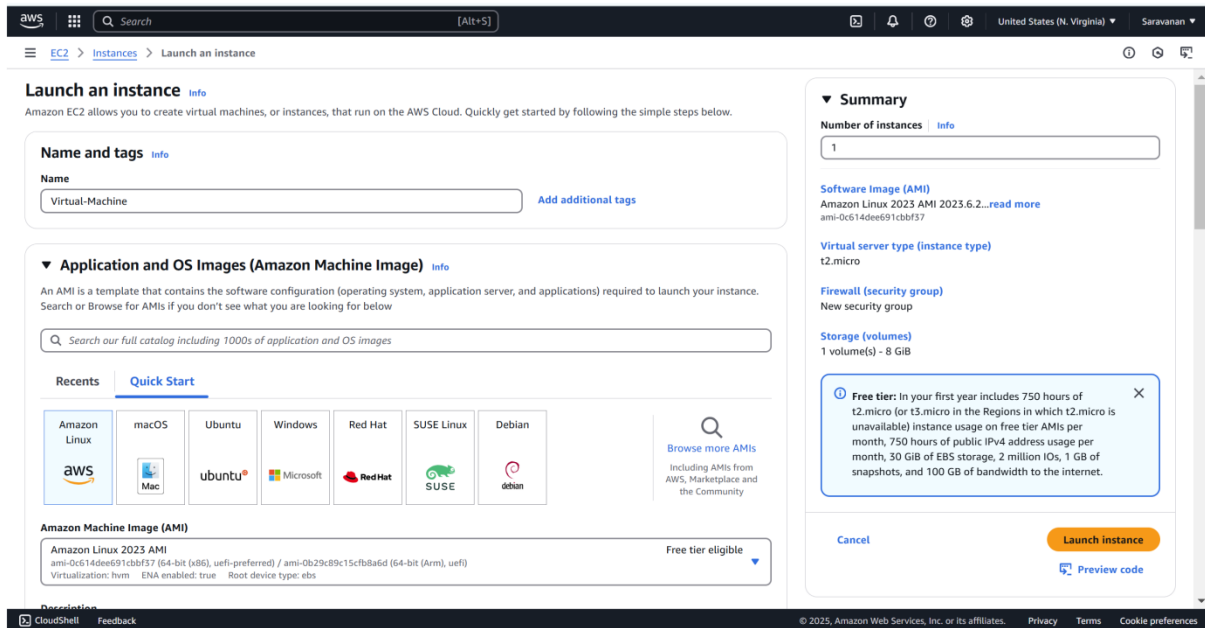 aws
Search [Alt+S]
United States (N. Virginia) ▼
Saravanan ▼
EC2 > Instances > Launch an instance
Launch an instance Info
Amazon EC2 allows you to create virtual machines, or instances, that run on the AWS Cloud. Quickly get started by following the simple steps below.
Name and tags Info
Name
Virtual-Machine
Add additional tags
▼ Application and OS Images (Amazon Machine Image) Info
An AMI is a template that contains the software configuration (operating system, application server, and applications) required to launch your instance.
Search or Browse for AMIs if you don't see what you are looking for below
Search our full catalog including 1000s of application and OS images
Recents
Quick Start
Amazon
Linux
aws
macOS
Mac
Ubuntu
ubuntu
Windows
Microsoft
Red Hat
Red Hat
SUSE Linux
SUSE
Debian
debian
Browse more AMIs
Including AMIs from
AWS, Marketplace and
the Community
Amazon Machine Image (AMI)
Amazon Linux 2023 AMI
Free tier eligible
ami-0c614dee691cbbf37 (64-bit (x86), uefi-preferred) / ami-0b29c89c15cfb8a6d (64-bit (Arm), uefi)
Virtualization: hvm ENA enabled: true Root device type: ebs
Description
▼ Summary
Number of instances Info
1
Software Image (AMI)
Amazon Linux 2023 AMI 2023.6.2...read more
ami-0c614dee691cbbf37
Virtual server type (instance type)
t2.micro
Firewall (security group)
New security group
Storage (volumes)
1 volume(s) - 8 GiB
Free tier: In your first year includes 750 hours of
t2.micro (or t3.micro in the Regions in which t2.micro is
unavailable) instance usage on free tier AMIs per
month, 750 hours of public IPv4 address usage per
month, 30 GiB of EBS storage, 2 million IOs, 1 GB of
snapshots, and 100 GB of bandwidth to the internet.
Cancel
Launch instance
Preview code
CloudShell
Feedback
© 2025, Amazon Web Services, Inc. or its affiliates.
Privacy
Terms
Cookie preferences